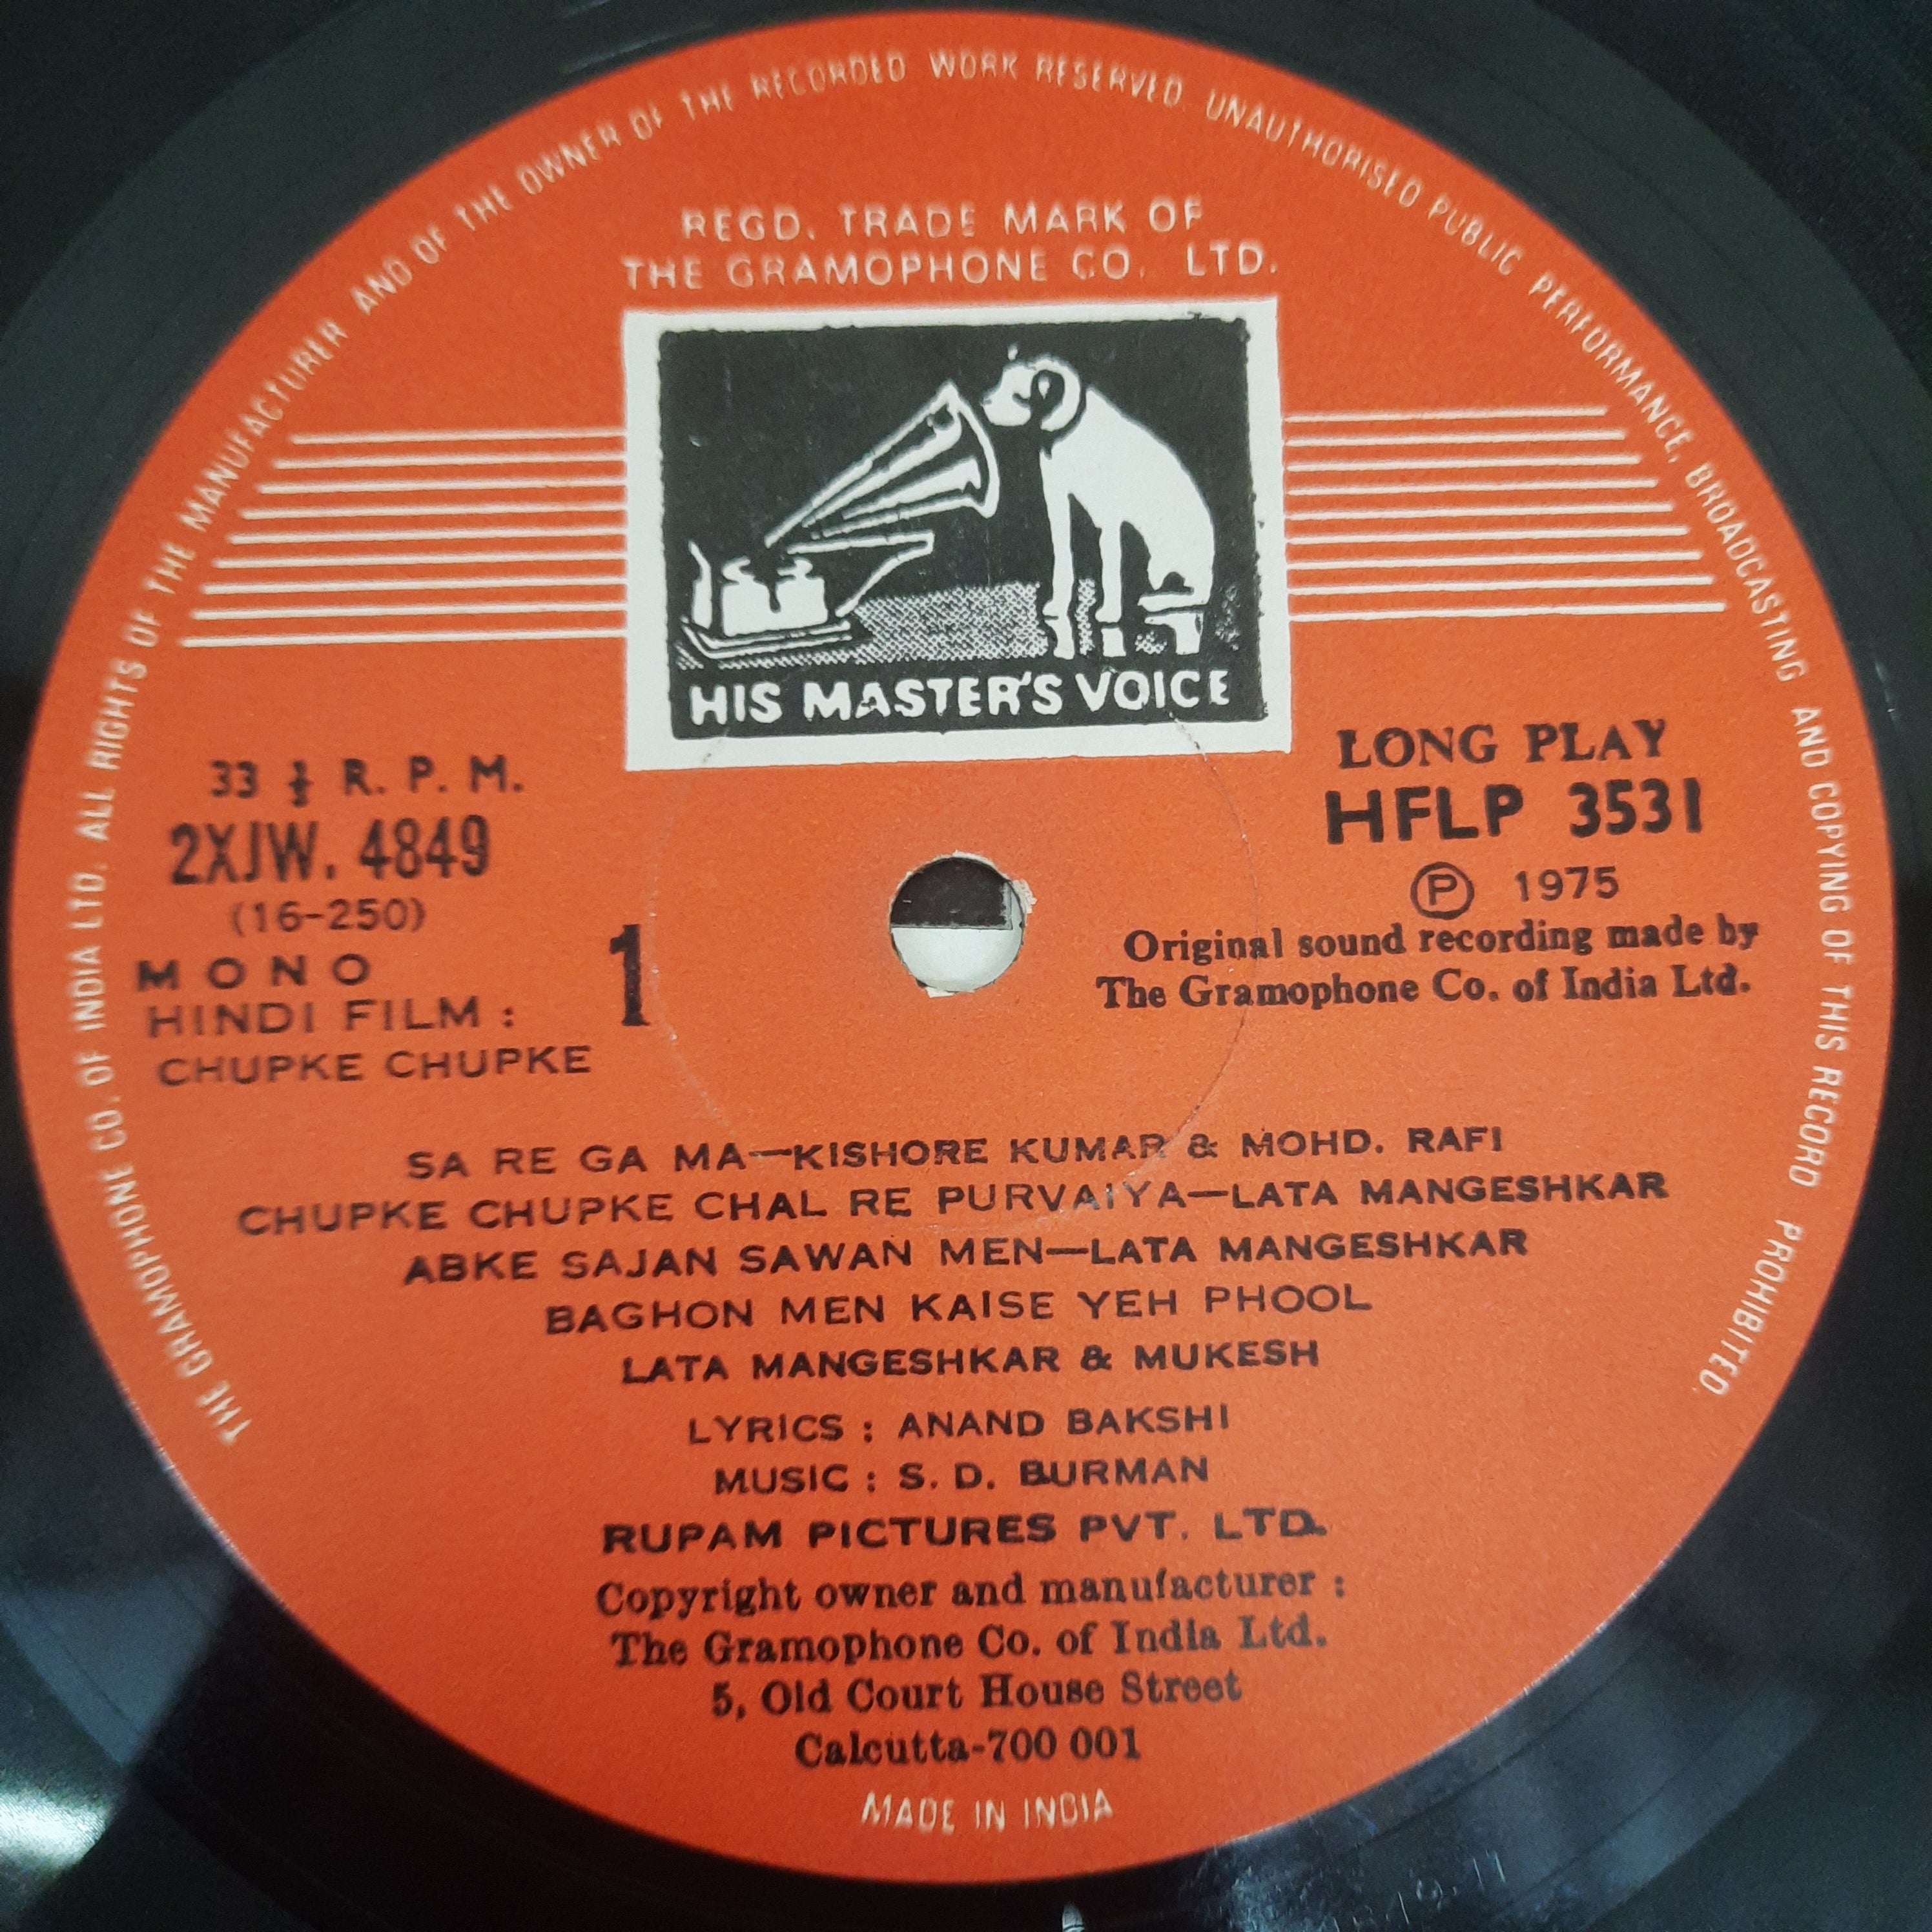 THE GRAMOPHONE CO. OF INDIA LTD. ALL RIGHTS OF THE MANUFACTURER AND OF THE OWNER OF THE RECORDED WORK RESERVED. UNAUTHORISED PUBLIC PERFORMANCE, BROADCASTING AND COPYING OF THIS RECORD PROHIBITED.
REGD. TRADE MARK OF
THE GRAMOPHONE CO. LTD.
HIS MASTER'S VOICE
33 ⅓ R. P. M.
2XJW. 4849
(16-250)
MONO
HINDI FILM :
CHUPKE CHUPKE
1
LONG PLAY
HFLP 3531
Ⓟ 1975
Original sound recording made by
The Gramophone Co. of India Ltd.
SA RE GA MA—KISHORE KUMAR & MOHD. RAFI
CHUPKE CHUPKE CHAL RE PURVAIYA—LATA MANGESHKAR
ABKE SAJAN SAWAN MEN—LATA MANGESHKAR
BAGHON MEN KAISE YEH PHOOL
LATA MANGESHKAR & MUKESH
LYRICS : ANAND BAKSHI
MUSIC : S. D. BURMAN
RUPAM PICTURES PVT. LTD.
Copyright owner and manufacturer :
The Gramophone Co. of India Ltd.
5, Old Court House Street
Calcutta-700 001
MADE IN INDIA